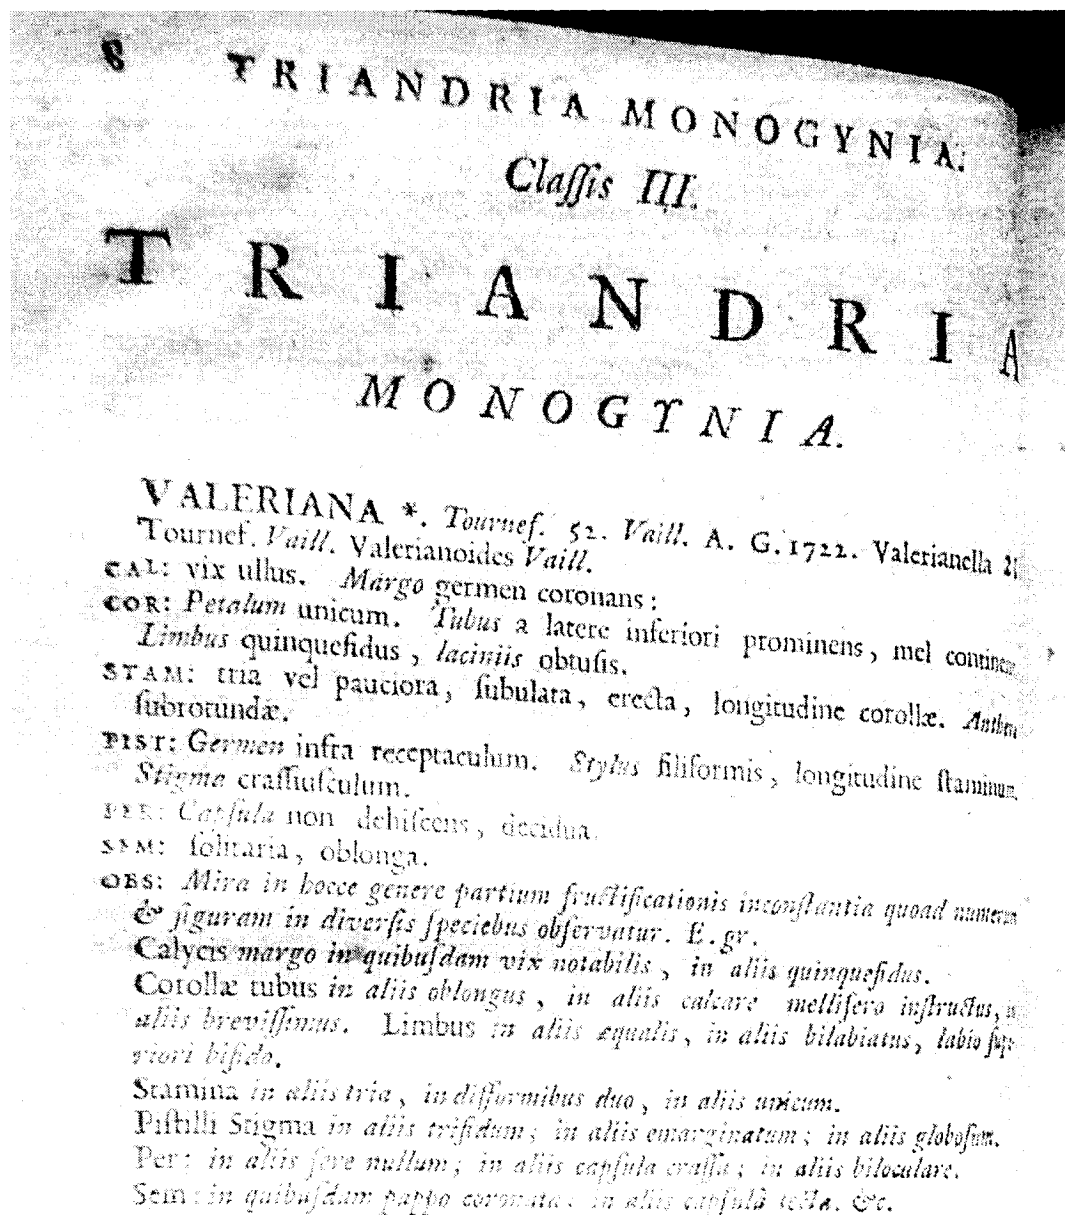 8 TRIANDRIA MONOGYNIA.
Claſſis III.
TRIANDRIA
MONOGYNIA.
VALERIANA *. Tournef. 52. Vaill. A. G. 1722. Valerianella
Tournef. Vaill. Valerianoides Vaill.
CAL: vix ullus. Margo germen coronans:
COR: Petalum unicum. Tubus a latere inferiori prominens, mel continens
Limbus quinquefidus, laciniis obtuſis.
STAM: tria vel pauciora, ſubulata, erecta, longitudine corollæ. Antheræ
ſubrotundæ.
PIST: Germen infra receptaculum. Stylus filiformis, longitudine ſtaminum.
Stigma craſſiuſculum.
PER: Capſula non dehiſcens, decidua.
SEM: ſolitaria, oblonga.
OBS: Mira in hocce genere partium fructificationis inconſtantia quoad numerum
& figuram in diverſis ſpeciebus obſervatur. E. gr.
Calycis margo in quibuſdam vix notabilis, in aliis quinquefidus.
Corollæ tubus in aliis oblongus, in aliis calcare mellifero inſtructus, in
aliis breviſſimus. Limbus in aliis æqualis, in aliis bilabiatus, labio ſupe-
riori bifido.
Stamina in aliis tria, in difformibus duo, in aliis unicum.
Piſtilli Stigma in aliis trifidum; in aliis emarginatum; in aliis globoſum.
Per: in aliis fere nullum; in aliis capſula craſſa; in aliis biloculare.
Sem: in quibuſdam pappo coronata: in aliis capſulâ tecta. &c.